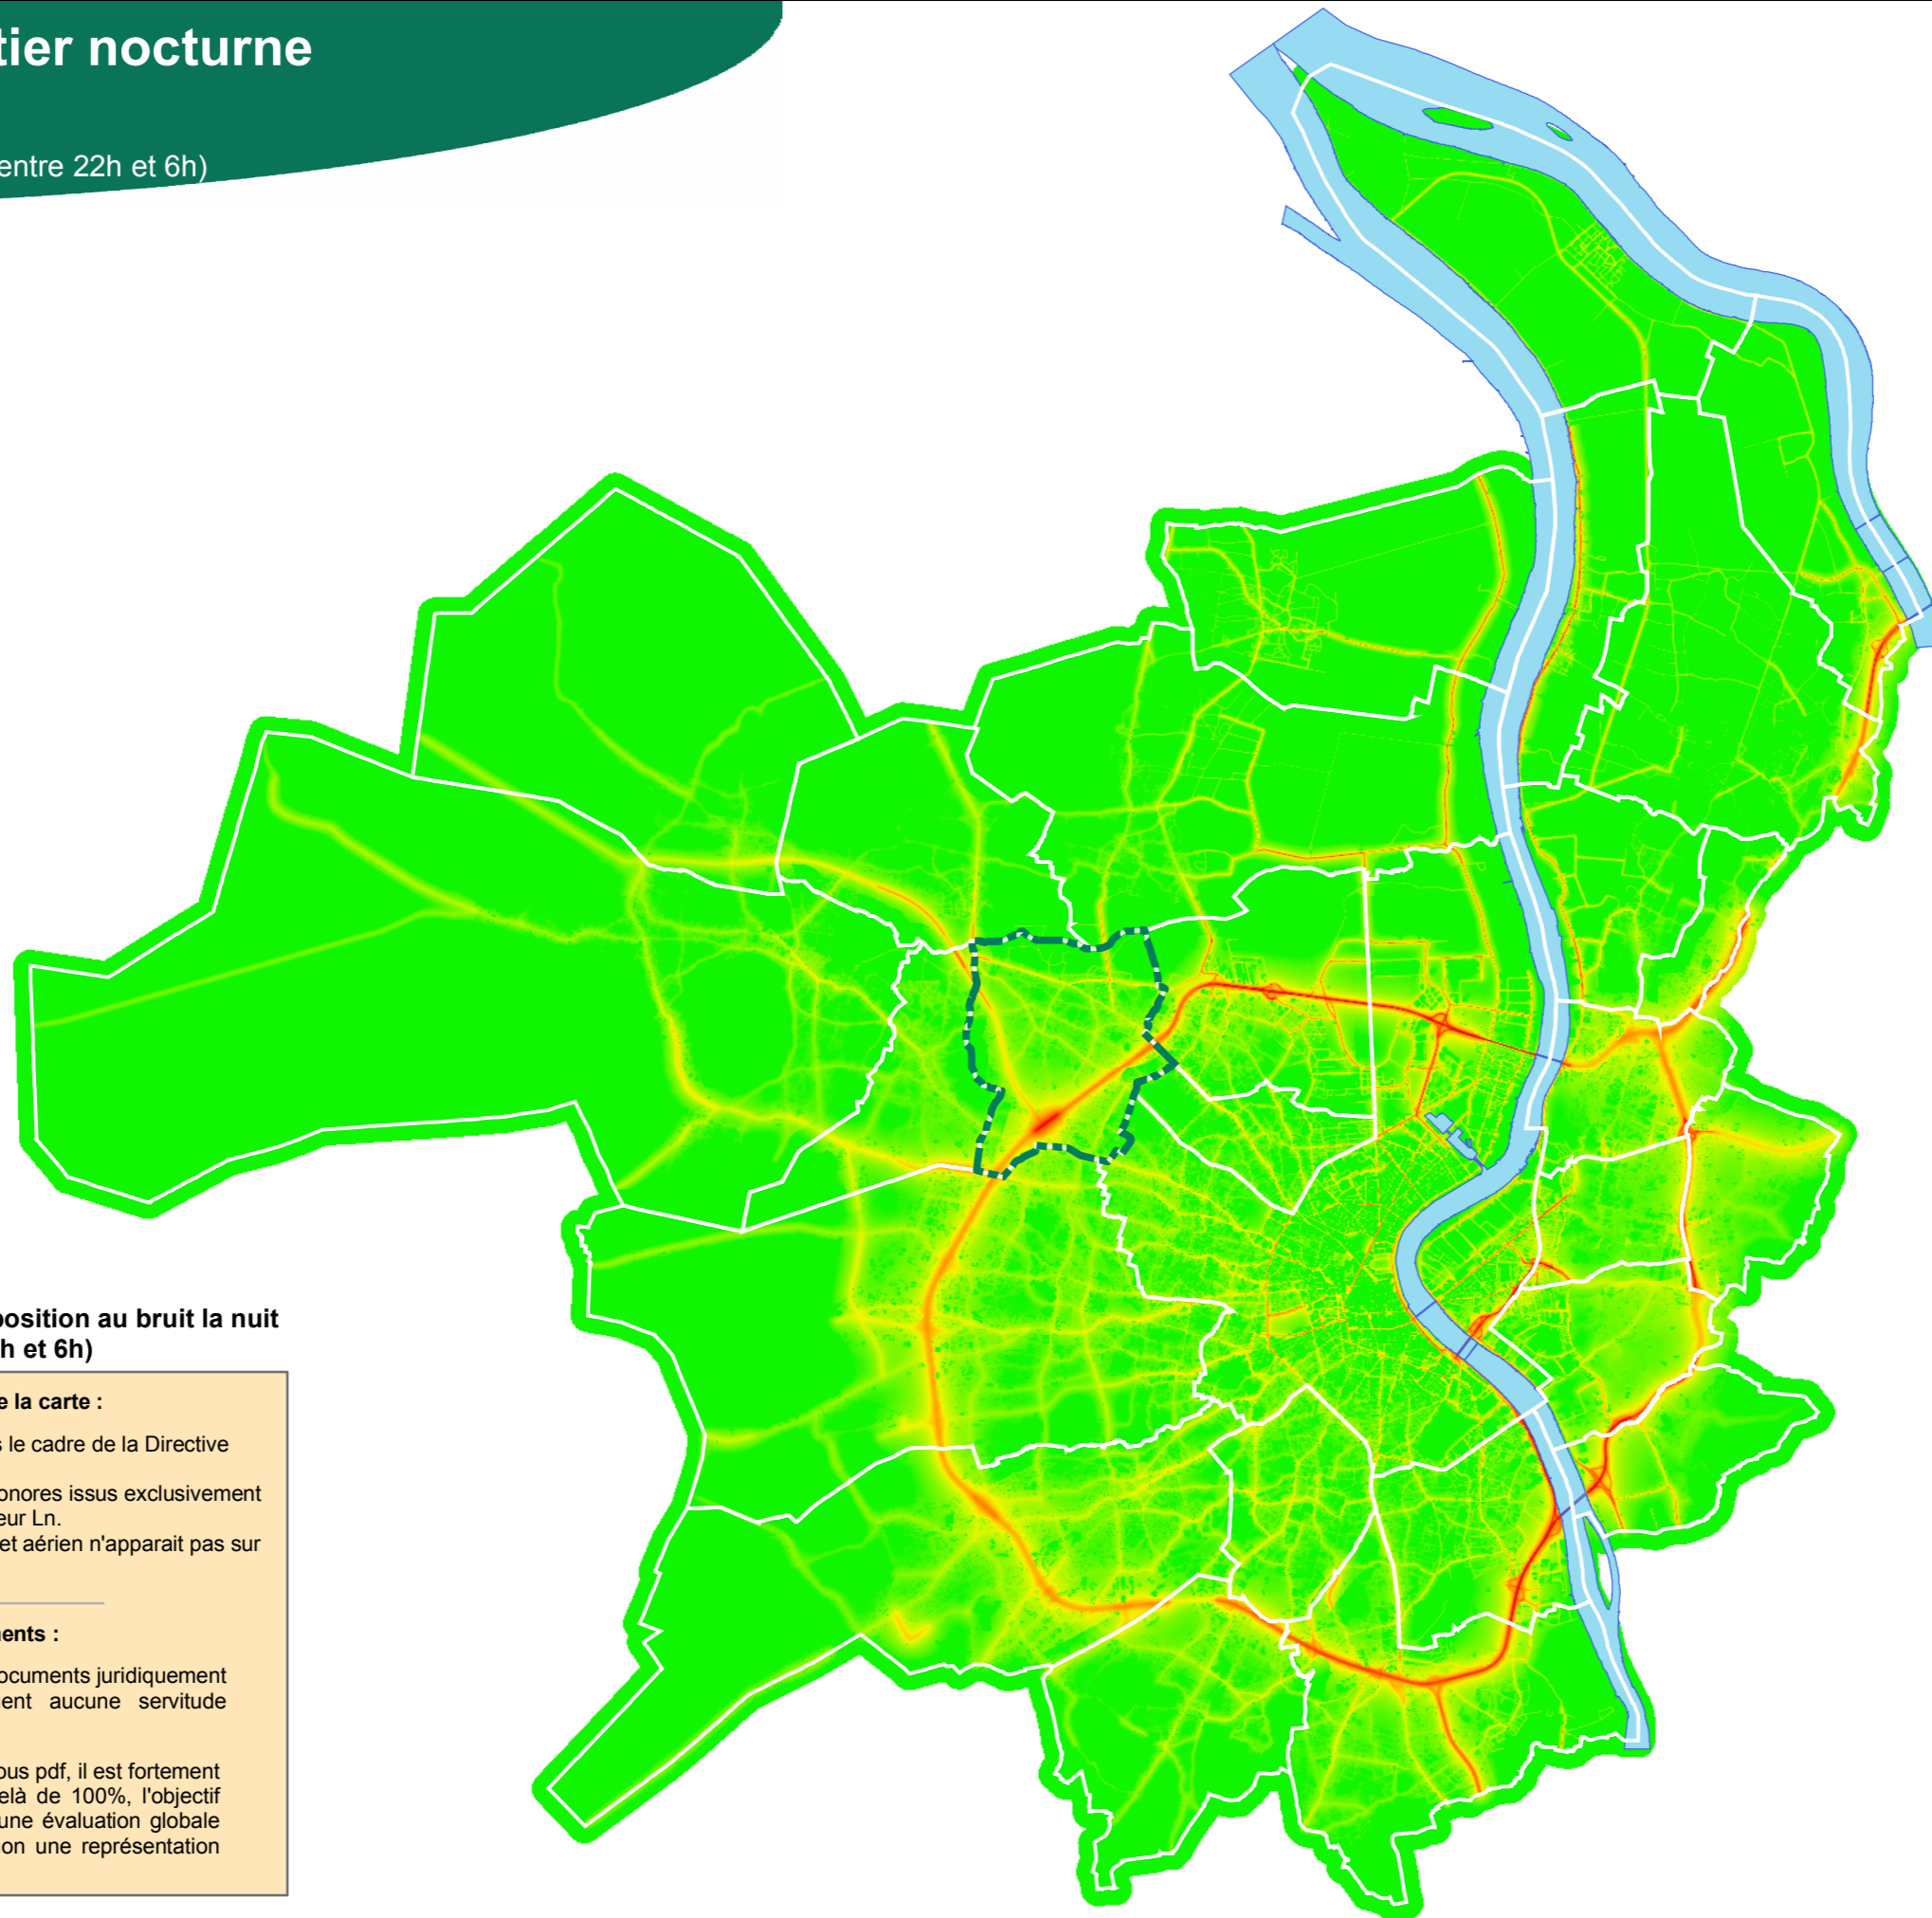 tier nocturne
entre 22h et 6h)
position au bruit la nuit
h et 6h)
e la carte :
s le cadre de la Directive
onores issus exclusivement
eur Ln.
et aérien n'apparait pas sur
ents :
ocuments juridiquement
ent aucune servitude
ous pdf, il est fortement
elà de 100%, l'objectif
une évaluation globale
on une représentation